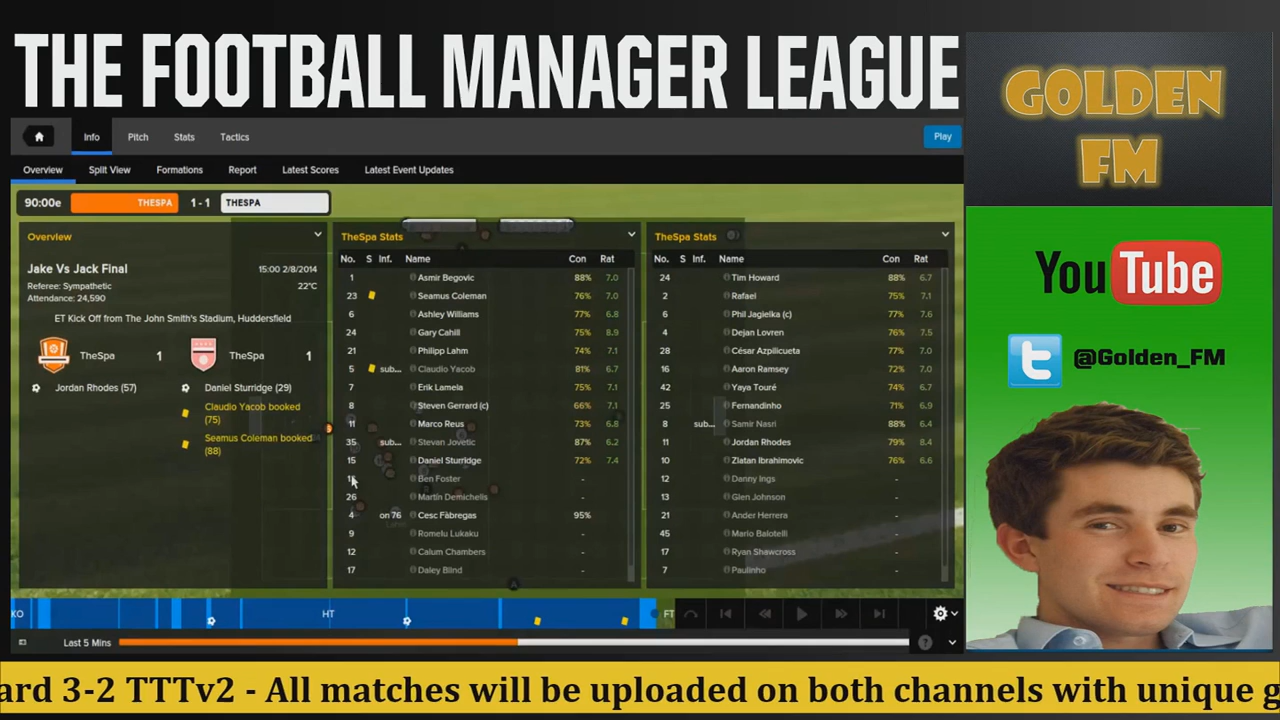 THE FOOTBALL MANAGER LEAGUE
GOLDEN
FM
Info Pitch Stats Tactics Play
Overview Split View Formations Report Latest Scores Latest Event Updates
90:00e THESPA 1 - 1 THESPA
Overview
Jake Vs Jack Final 15:00 2/8/2014
Referee: Sympathetic 22°C
Attendance: 24,590
ET Kick Off from The John Smith's Stadium, Huddersfield
TheSpa 1 TheSpa 1
Jordan Rhodes (57) Daniel Sturridge (29)
Claudio Yacob booked
(75)
Seamus Coleman booked
(88)
TheSpa Stats
No. S Inf. Name Con Rat
1 Asmir Begovic 88% 7.0
23 Seamus Coleman 76% 7.0
6 Ashley Williams 77% 6.8
24 Gary Cahill 75% 8.9
21 Philipp Lahm 74% 7.1
5 sub... Claudio Yacob 81% 6.7
7 Erik Lamela 75% 7.1
8 Steven Gerrard (c) 66% 7.1
11 Marco Reus 73% 6.8
35 sub... Stevan Jovetic 87% 6.2
15 Daniel Sturridge 72% 7.4
Ben Foster -
26 Martín Demichelis -
4 on 76 Cesc Fàbregas 95%
9 Romelu Lukaku -
12 Calum Chambers -
17 Daley Blind -
TheSpa Stats
No. S Inf. Name Con Rat
24 Tim Howard 88% 6.7
2 Rafael 75% 7.1
6 Phil Jagielka (c) 77% 7.6
4 Dejan Lovren 76% 7.5
28 César Azpilicueta 77% 7.0
16 Aaron Ramsey 72% 7.0
42 Yaya Touré 74% 6.7
25 Fernandinho 71% 6.9
8 sub... Samir Nasri 88% 6.4
11 Jordan Rhodes 79% 8.4
10 Zlatan Ibrahimovic 76% 6.6
12 Danny Ings -
13 Glen Johnson -
21 Ander Herrera -
45 Mario Balotelli -
17 Ryan Shawcross -
7 Paulinho -
KO HT FT
Last 5 Mins
YouTube
@Golden_FM
ard 3-2 TTTv2 - All matches will be uploaded on both channels with unique g